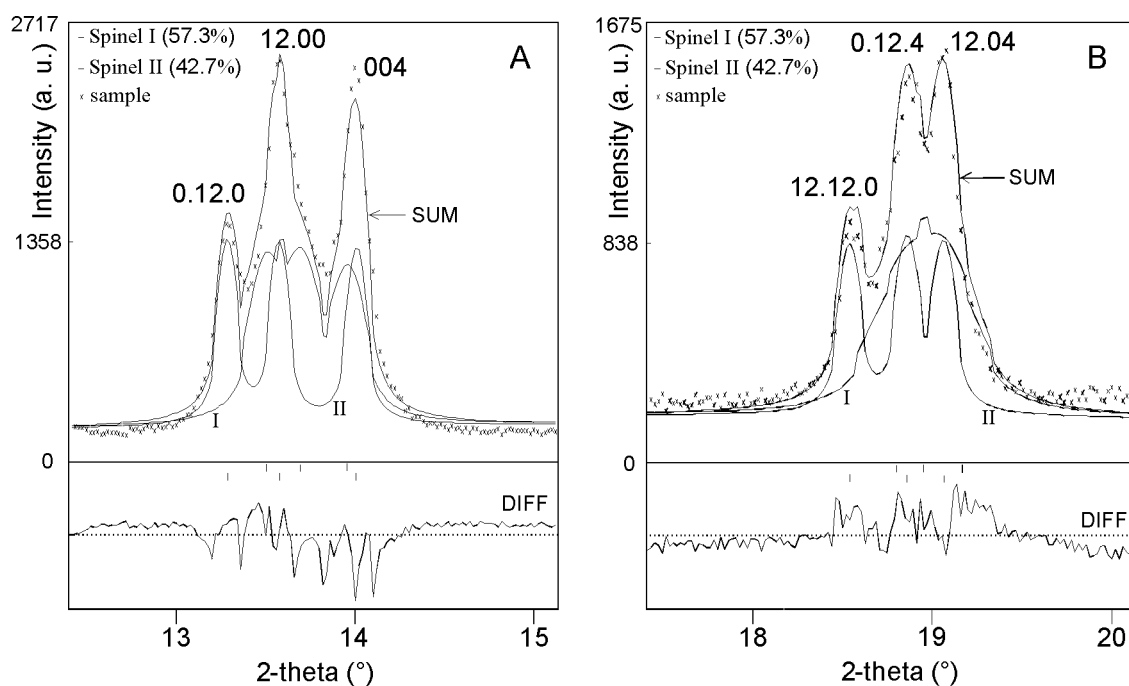 2717
Intensity (a. u.)
1358
0
– Spinel I (57.3%)
– Spinel II (42.7%)
× sample
A
12.00
004
0.12.0
SUM
I
II
DIFF
13
14
15
2-theta (°)
1675
Intensity (a. u.)
838
0
– Spinel I (57.3%)
– Spinel II (42.7%)
× sample
B
0.12.4
12.04
12.12.0
SUM
I
II
DIFF
18
19
20
2-theta (°)